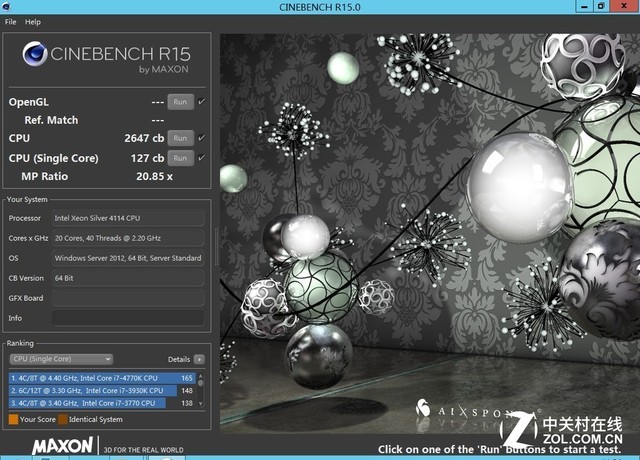 CINEBENCH R15.0
File Help
CINEBENCH R15
by MAXON
OpenGL --- Run
Ref. Match ---
CPU 2647 cb Run
CPU (Single Core) 127 cb Run
MP Ratio 20.85 x
Your System
Processor Intel Xeon Silver 4114 CPU
Cores x GHz 20 Cores, 40 Threads @ 2.20 GHz
OS Windows Server 2012, 64 Bit, Server Standard
CB Version 64 Bit
GFX Board
Info
Ranking
CPU (Single Core) Details
1. 4C/8T @ 4.40 GHz, Intel Core i7-4770K CPU 165
2. 6C/12T @ 3.30 GHz, Intel Core i7-3930K CPU 148
3. 4C/8T @ 3.40 GHz, Intel Core i7-3770 CPU 138
Your Score Identical System
MAXON 3D FOR THE REAL WORLD
AIXSPON
Z 中关村在线
ZOL.COM.CN
Click on one of the 'Run' buttons to start a test.